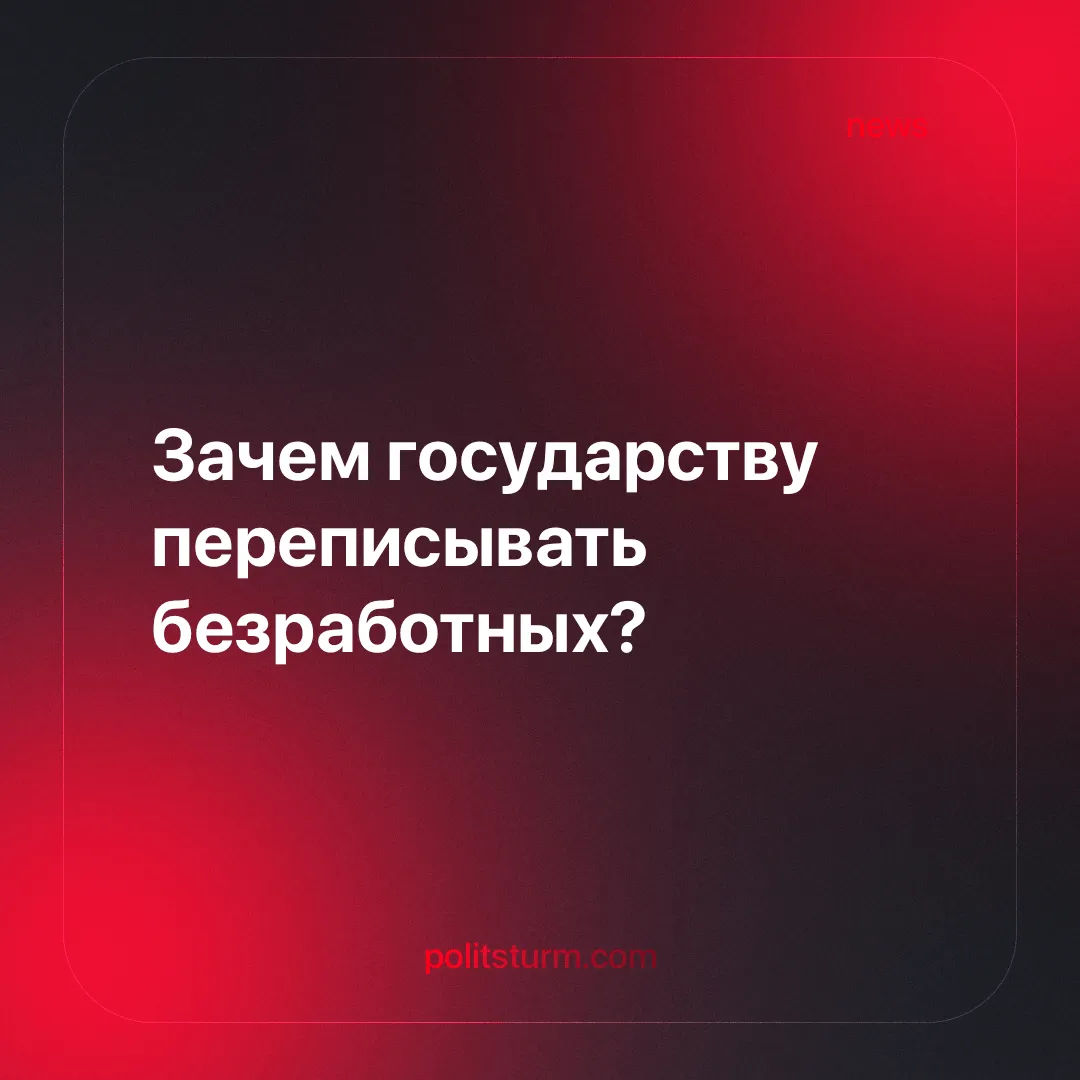 news
Зачем государству
переписывать
безработных?
politsturm.com